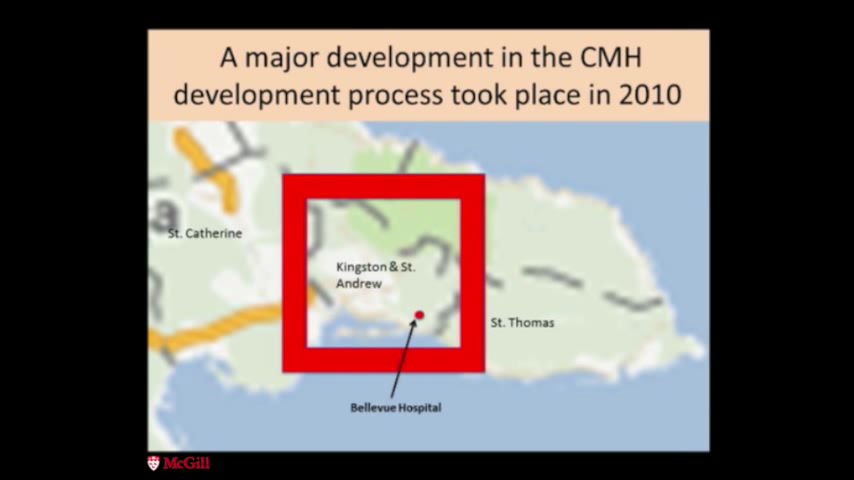 A major development in the CMH
development process took place in 2010
a
St. Catherine
Kingston & St.
Andrew
St. Thomas
Bellevue Hospital
McGill